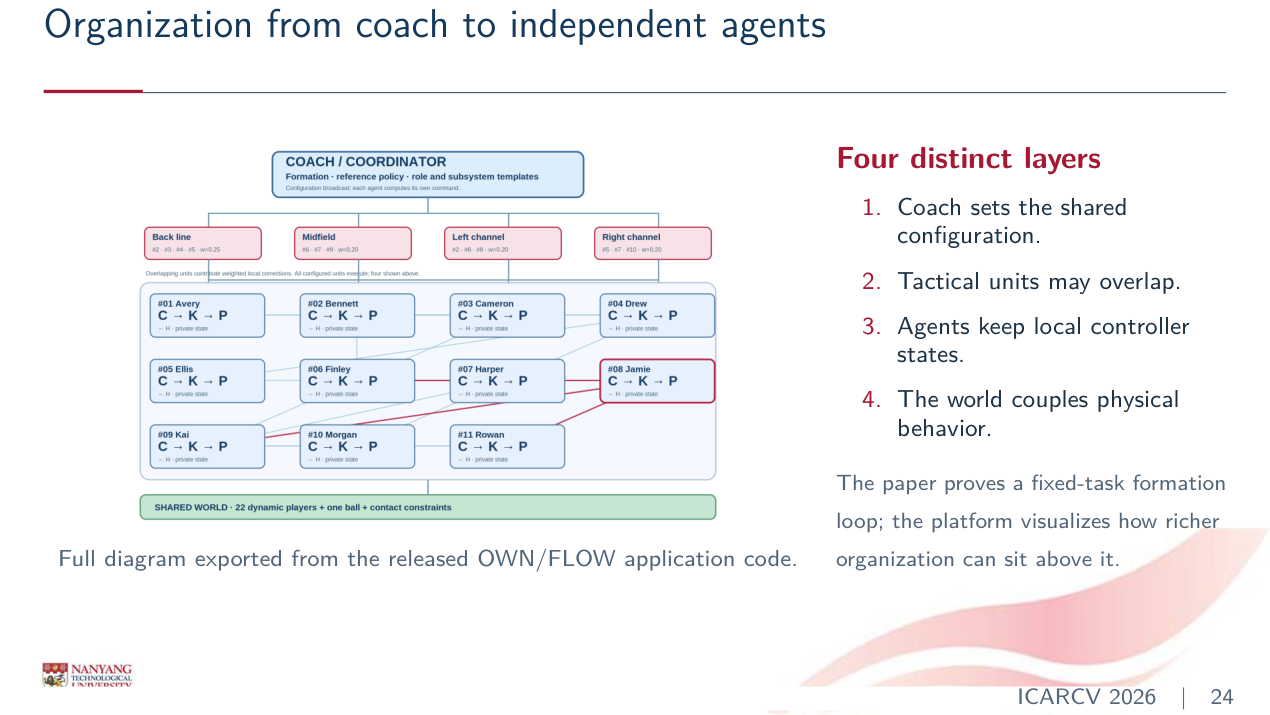 Organization from coach to independent agents
COACH / COORDINATOR
Formation · reference policy · role and subsystem templates
Configuration broadcast; each agent computes its own command.
Back line
#2 · #3 · #4 · #5 · w=0.25
Midfield
#6 · #7 · #9 · w=0.20
Left channel
#2 · #6 · #8 · w=0.20
Right channel
#5 · #7 · #10 · w=0.20
Overlapping units contribute weighted local corrections. All configured units execute; four shown above.
#01 Avery
C → K → P
← H · private state
#02 Bennett
C → K → P
← H · private state
#03 Cameron
C → K → P
← H · private state
#04 Drew
C → K → P
← H · private state
#05 Ellis
C → K → P
← H · private state
#06 Finley
C → K → P
← H · private state
#07 Harper
C → K → P
← H · private state
#08 Jamie
C → K → P
← H · private state
#09 Kai
C → K → P
← H · private state
#10 Morgan
C → K → P
← H · private state
#11 Rowan
C → K → P
← H · private state
SHARED WORLD · 22 dynamic players + one ball + contact constraints
Full diagram exported from the released OWN/FLOW application code.
Four distinct layers
1. Coach sets the shared
configuration.
2. Tactical units may overlap.
3. Agents keep local controller
states.
4. The world couples physical
behavior.
The paper proves a fixed-task formation
loop; the platform visualizes how richer
organization can sit above it.
NANYANG
TECHNOLOGICAL
UNIVERSITY
ICARCV 2026 | 24